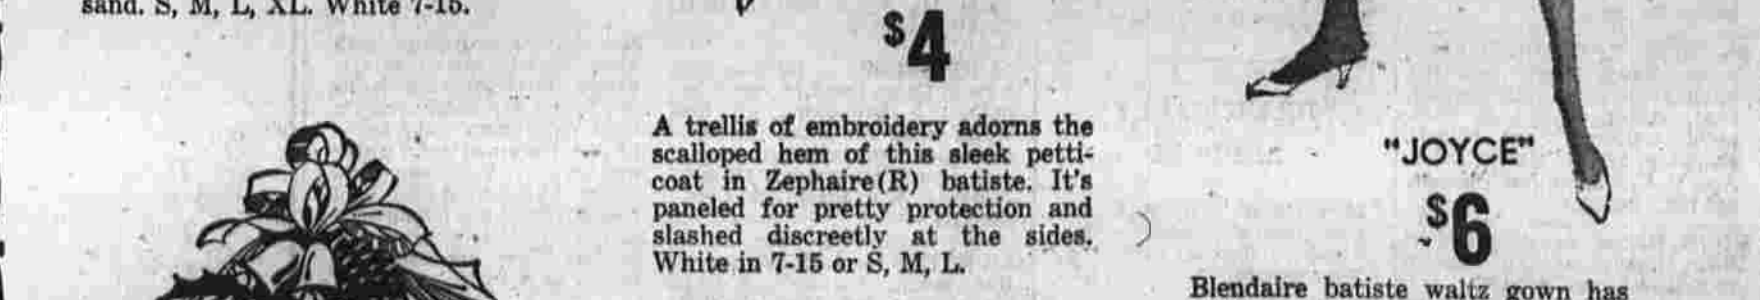 sand. S, M, L, XL. White 7-15.
$4
A trellis of embroidery adorns the
scalloped hem of this sleek petti-
coat in Zephaire(R) batiste. It's
paneled for pretty protection and
slashed discreetly at the sides.
White in 7-15 or S, M, L.
"JOYCE"
$6
Blendaire batiste waltz gown has